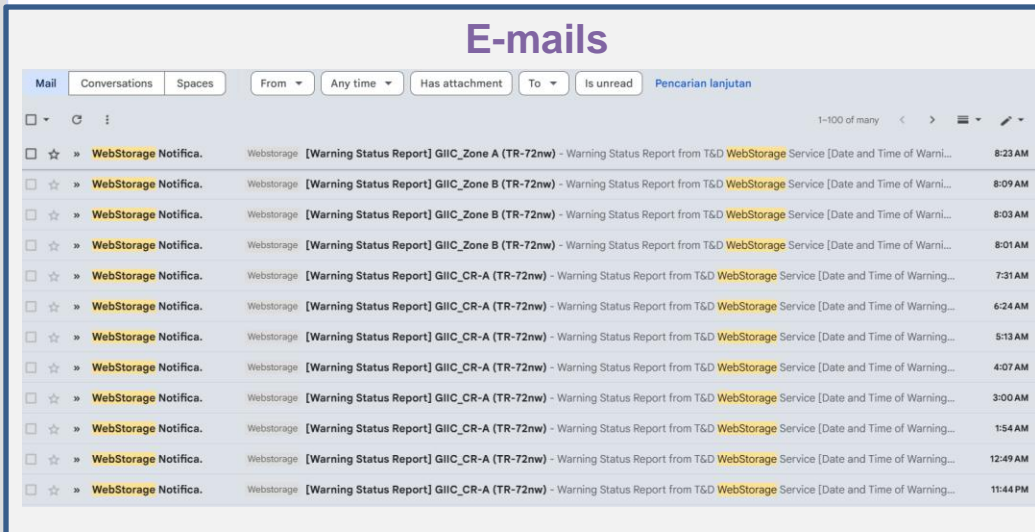 E-mails
Mail Conversations Spaces From Any time Has attachment To Is unread Pencarian lanjutan
1–100 of many
» WebStorage Notifica. Webstorage [Warning Status Report] GIIC_Zone A (TR-72nw) - Warning Status Report from T&D WebStorage Service [Date and Time of Warni... 8:23 AM
» WebStorage Notifica. Webstorage [Warning Status Report] GIIC_Zone B (TR-72nw) - Warning Status Report from T&D WebStorage Service [Date and Time of Warni... 8:09 AM
» WebStorage Notifica. Webstorage [Warning Status Report] GIIC_Zone B (TR-72nw) - Warning Status Report from T&D WebStorage Service [Date and Time of Warni... 8:03 AM
» WebStorage Notifica. Webstorage [Warning Status Report] GIIC_Zone B (TR-72nw) - Warning Status Report from T&D WebStorage Service [Date and Time of Warni... 8:01 AM
» WebStorage Notifica. Webstorage [Warning Status Report] GIIC_CR-A (TR-72nw) - Warning Status Report from T&D WebStorage Service [Date and Time of Warning... 7:31 AM
» WebStorage Notifica. Webstorage [Warning Status Report] GIIC_CR-A (TR-72nw) - Warning Status Report from T&D WebStorage Service [Date and Time of Warning... 6:24 AM
» WebStorage Notifica. Webstorage [Warning Status Report] GIIC_CR-A (TR-72nw) - Warning Status Report from T&D WebStorage Service [Date and Time of Warning... 5:13 AM
» WebStorage Notifica. Webstorage [Warning Status Report] GIIC_CR-A (TR-72nw) - Warning Status Report from T&D WebStorage Service [Date and Time of Warning... 4:07 AM
» WebStorage Notifica. Webstorage [Warning Status Report] GIIC_CR-A (TR-72nw) - Warning Status Report from T&D WebStorage Service [Date and Time of Warning... 3:00 AM
» WebStorage Notifica. Webstorage [Warning Status Report] GIIC_CR-A (TR-72nw) - Warning Status Report from T&D WebStorage Service [Date and Time of Warning... 1:54 AM
» WebStorage Notifica. Webstorage [Warning Status Report] GIIC_CR-A (TR-72nw) - Warning Status Report from T&D WebStorage Service [Date and Time of Warning... 12:49 AM
» WebStorage Notifica. Webstorage [Warning Status Report] GIIC_CR-A (TR-72nw) - Warning Status Report from T&D WebStorage Service [Date and Time of Warning... 11:44 PM